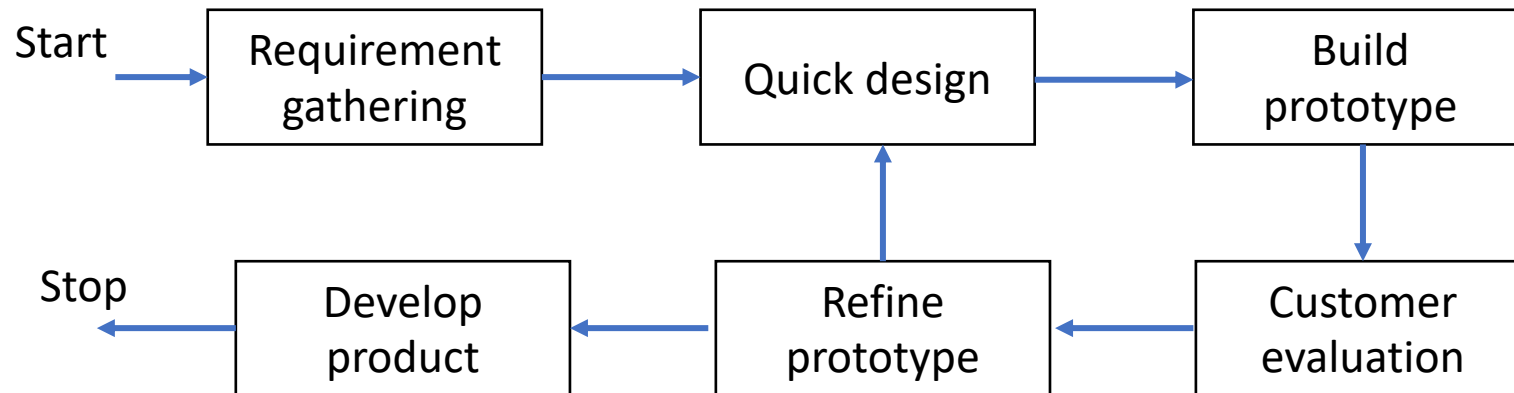 Start
Requirement
gathering
Quick design
Build
prototype
Stop
Develop
product
Refine
prototype
Customer
evaluation